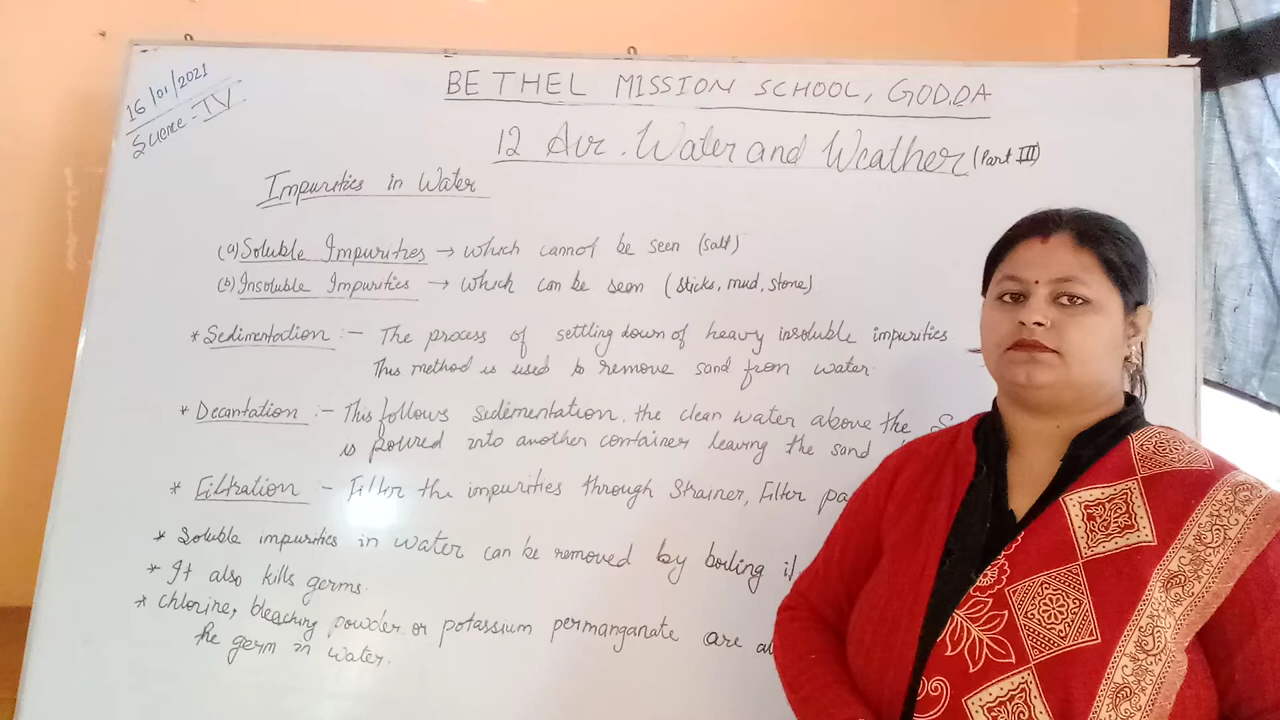 16/01/2021
Science - IV
BETHEL MISSION SCHOOL, GODDA
12 Air, Water and Weather (Part III)
Impurities in Water
(a) Soluble Impurities → which cannot be seen (salt)
(b) Insoluble Impurities → which can be seen (sticks, mud, stone)
* Sedimentation :- The process of settling down of heavy insoluble impurities
This method is used to remove sand from water.
* Decantation :- This follows sedimentation, the clean water above the
is poured into another container leaving the sand
* Filtration - Filter the impurities through Strainer, Filter
* Soluble impurities in water can be removed by boiling
* It also kills germs.
* chlorine, bleaching powder or potassium permanganate are
the germ in water.